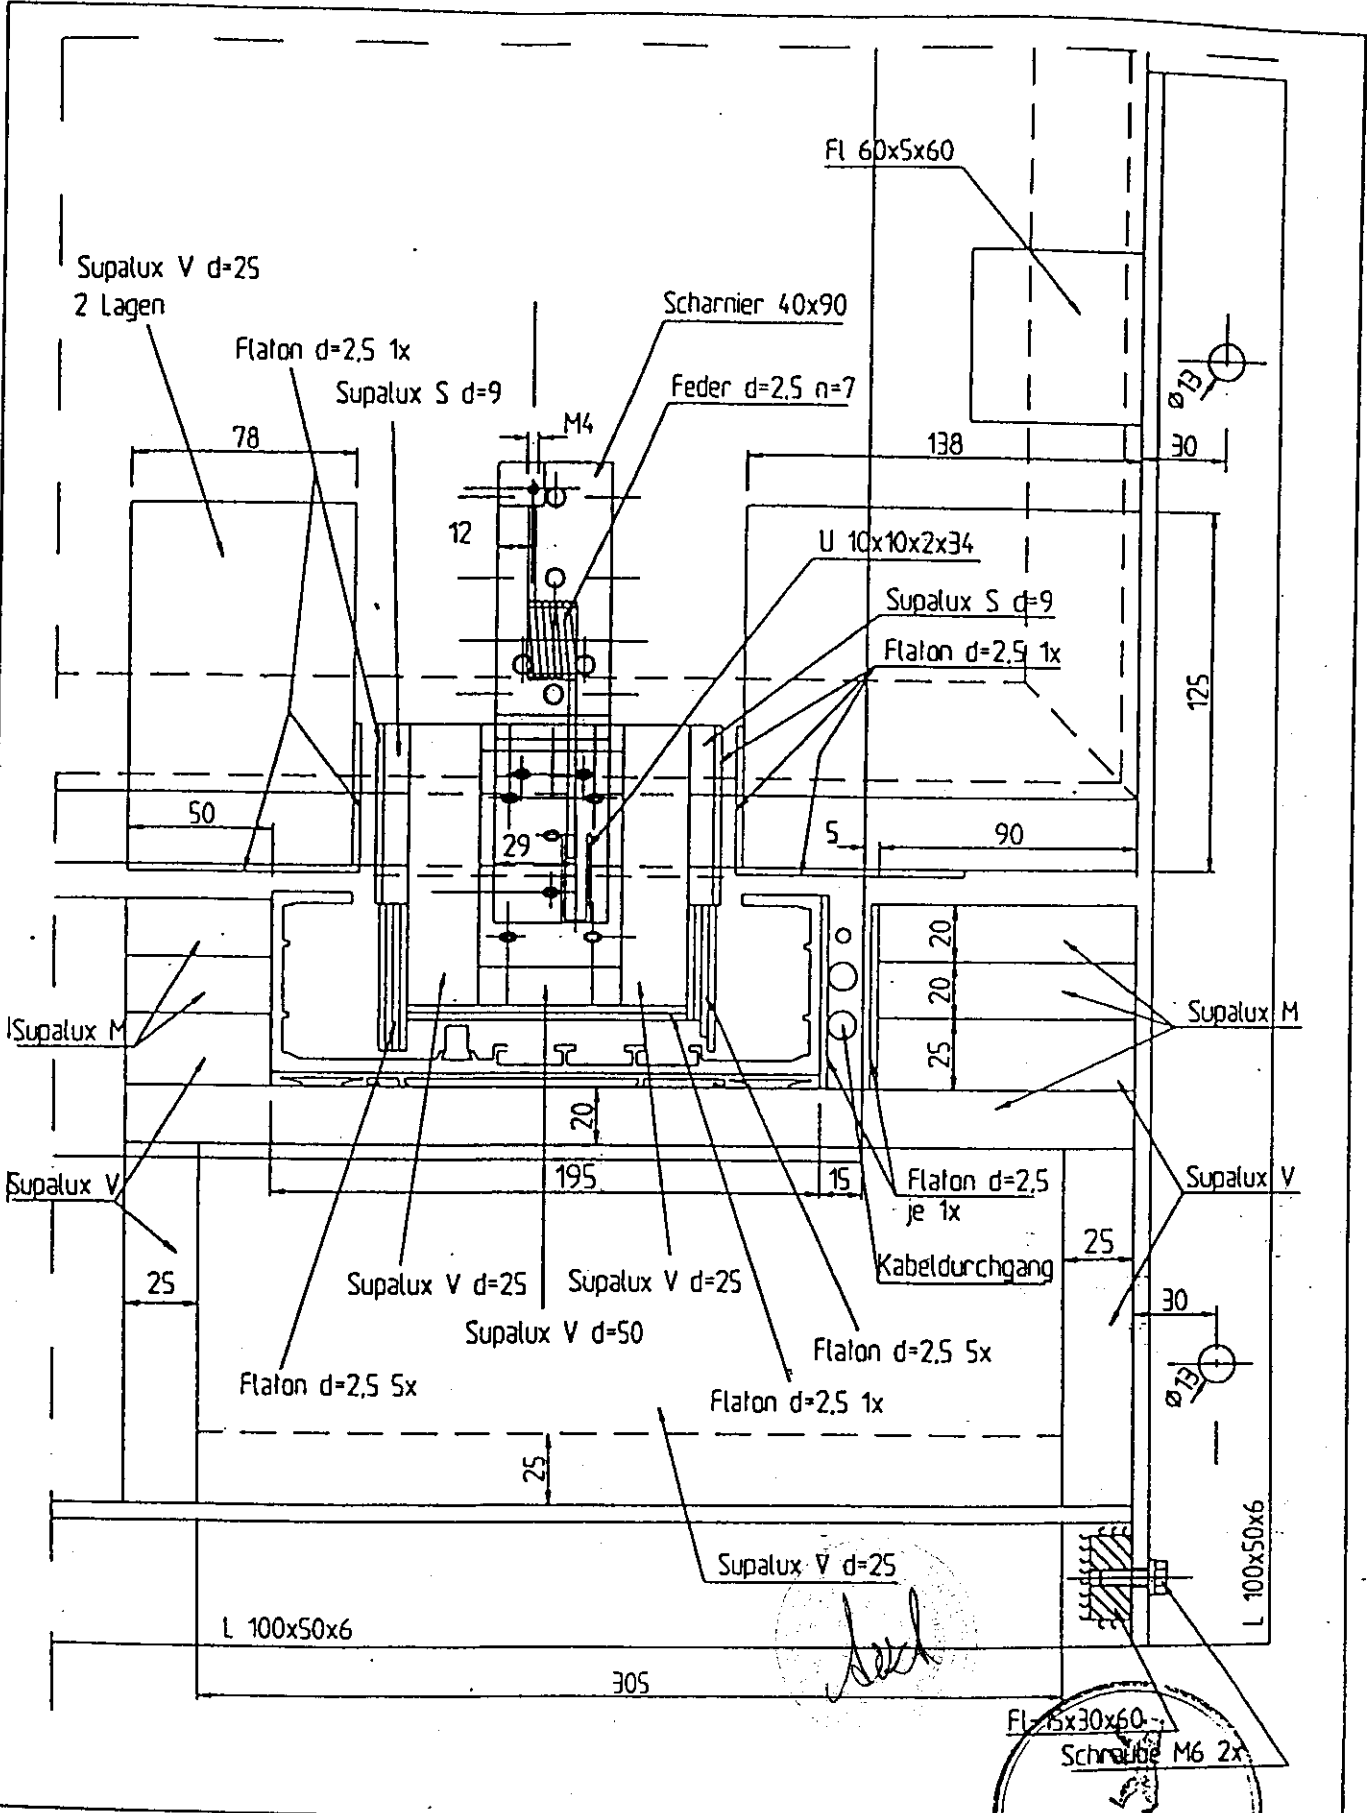 Fl 60x5x60
Supalux V d=25
2 Lagen
Scharnier 40x90
Flaton d=2,5 1x
Supalux S d=9
Feder d=2,5 n=7
Ø 13
M4
78
138
30
12
U 10x10x2x34
Supalux S d=9
Flaton d=2,5 1x
125
50
29
5
90
20
20
25
Supalux M
Supalux M
20
195
15
Supalux V
Flaton d=2,5
je 1x
Supalux V
25
25
Kabeldurchgang
Supalux V d=25
Supalux V d=25
30
Supalux V d=50
Flaton d=2,5 5x
Flaton d=2,5 5x
Flaton d=2,5 1x
Ø 13
25
L 100x50x6
Supalux V d=25
L 100x50x6
305
Fl 15x30x60
Schraube M6 2x